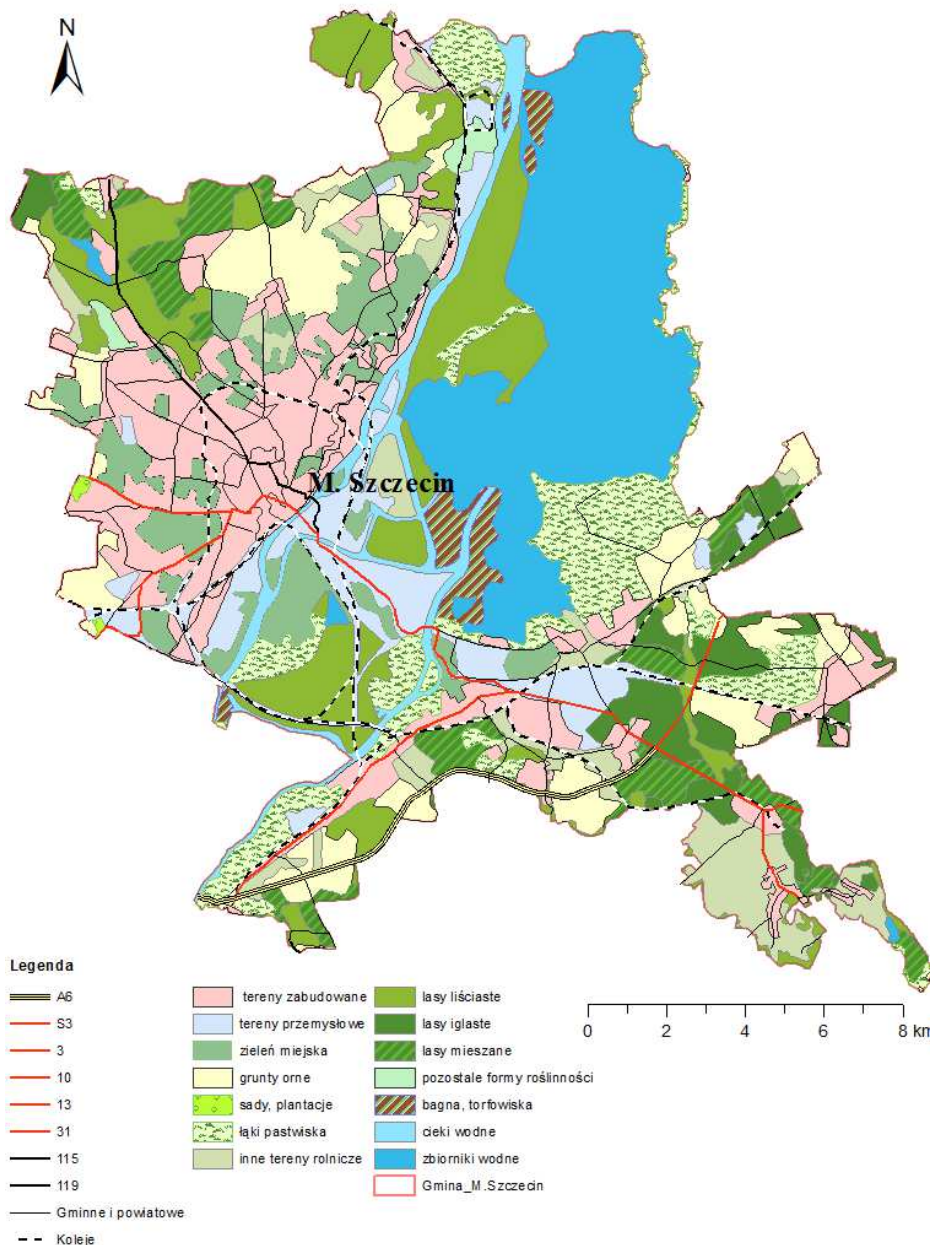 N
M. Szczecin
Legenda
A6
S3
3
10
13
31
115
119
Gminne i powiatowe
Koleje
tereny zabudowane
tereny przemysłowe
zieleń miejska
grunty orne
sady, plantacje
łąki pastwiska
inne tereny rolnicze
lasy liściaste
lasy iglaste
lasy mieszane
pozostałe formy roślinności
bagna, torfowiska
cieki wodne
zbiorniki wodne
Gmina_M.Szczecin
0 2 4 6 8 km